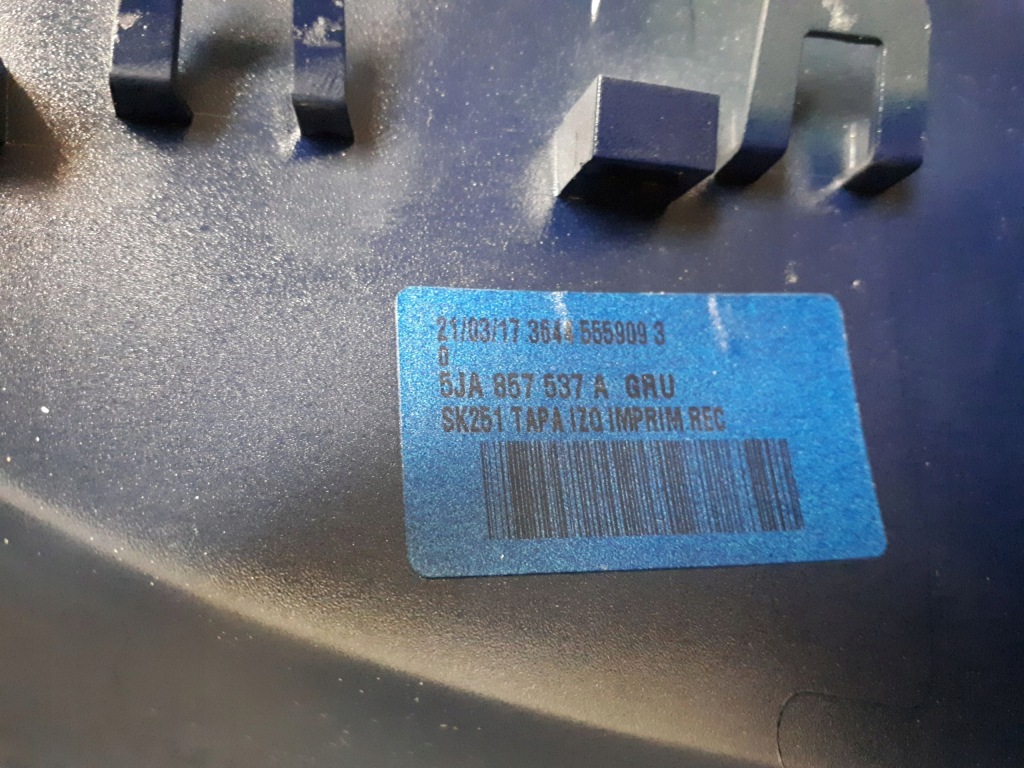 21/03/17 3644 555909 3
0
5JA 857 537 A GRU
SK251 TAPA IZQ IMPRIM REC